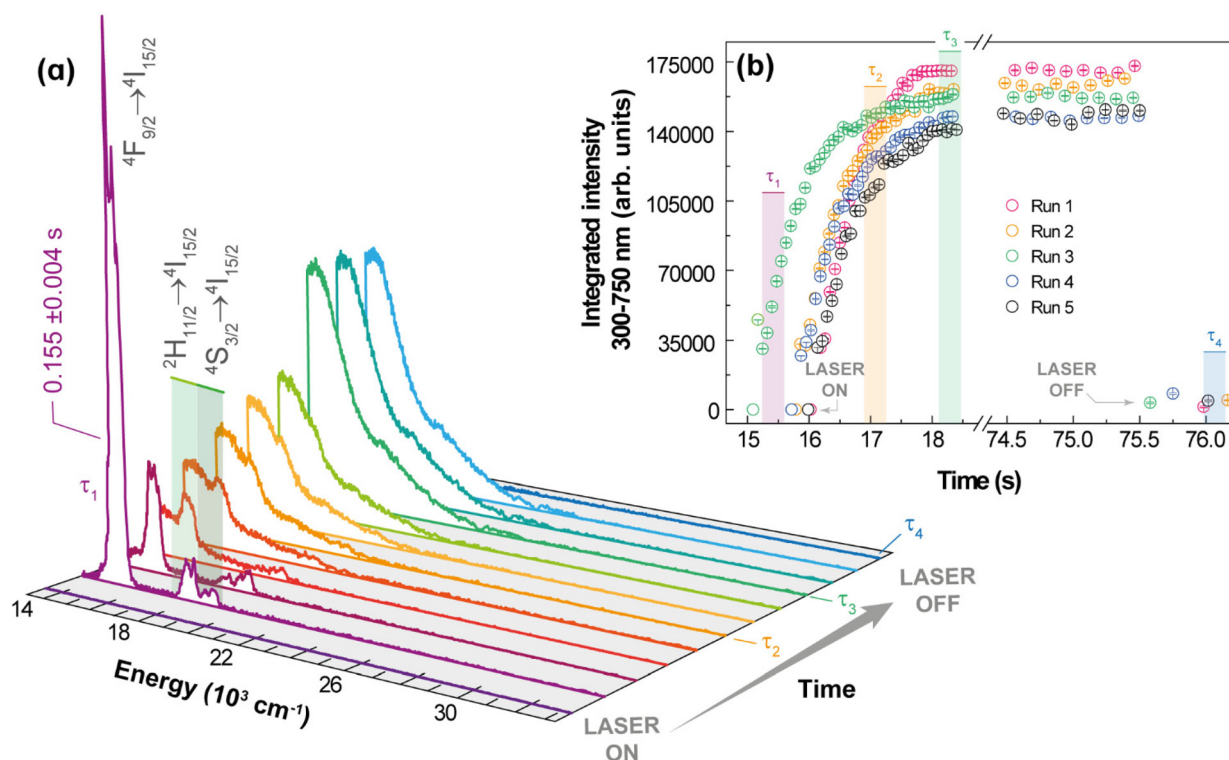 (a)
⁴F₉/₂→⁴I₁₅/₂
0.155 ±0.004 s
²H₁₁/₂→⁴I₁₅/₂
⁴S₃/₂→⁴I₁₅/₂
τ₁
14
18
22
26
30
Energy (10³ cm⁻¹)
LASER
ON
Time
LASER
OFF
τ₂
τ₃
τ₄
(b)
Integrated intensity
300-750 nm (arb. units)
175000
140000
105000
70000
35000
0
τ₁
τ₂
τ₃
τ₄
LASER
ON
LASER
OFF
Run 1
Run 2
Run 3
Run 4
Run 5
15 16 17 18 74.5 75.0 75.5 76.0
Time (s)